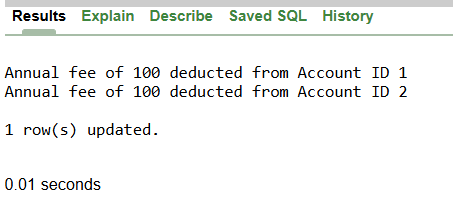 Results Explain Describe Saved SQL History
Annual fee of 100 deducted from Account ID 1
Annual fee of 100 deducted from Account ID 2
1 row(s) updated.
0.01 seconds